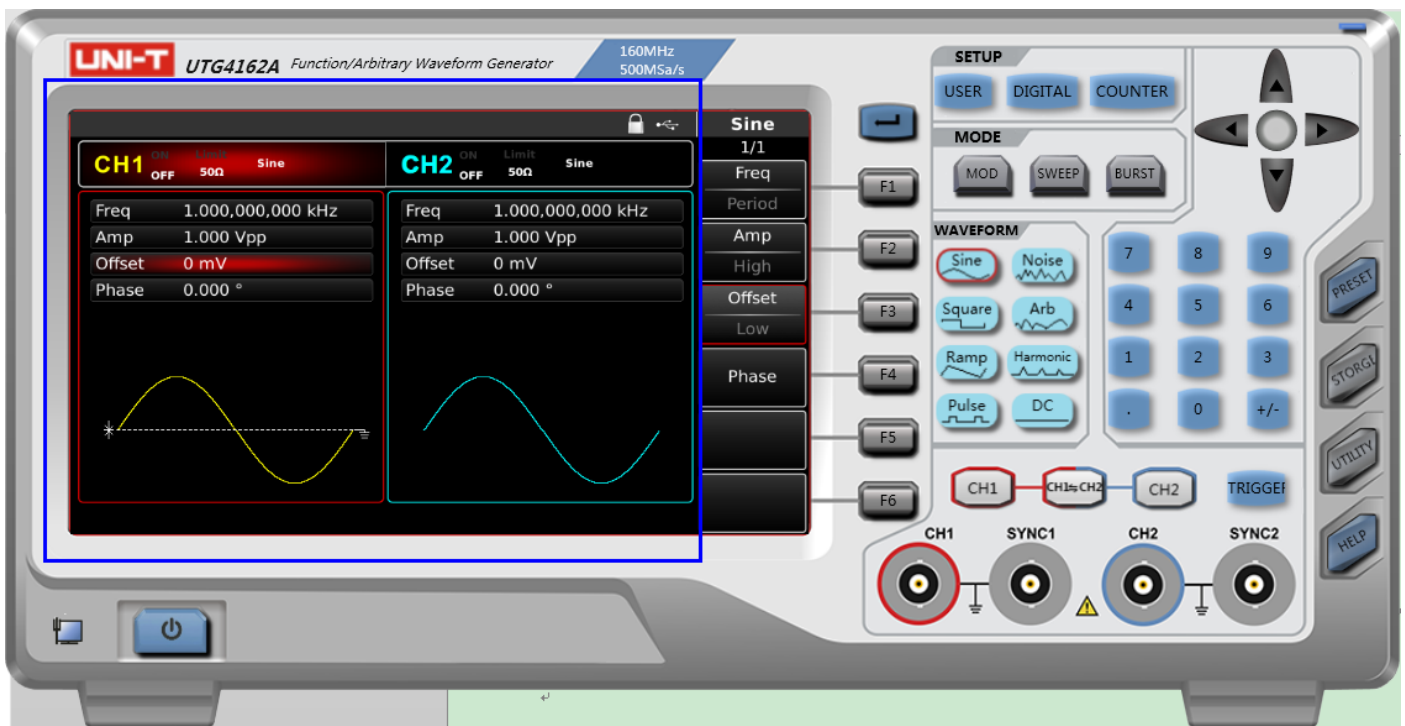 UNI-T UTG4162A Function/Arbitrary Waveform Generator
160MHz
500MSa/s
Sine
1/1
CH1 ON OFF Limit 50Ω Sine
CH2 ON OFF Limit 50Ω Sine
Freq 1.000,000,000 kHz
Amp 1.000 Vpp
Offset 0 mV
Phase 0.000 °
Freq 1.000,000,000 kHz
Amp 1.000 Vpp
Offset 0 mV
Phase 0.000 °
Freq
Period
Amp
High
Offset
Low
Phase
F1
F2
F3
F4
F5
F6
SETUP
USER DIGITAL COUNTER
MODE
MOD SWEEP BURST
WAVEFORM
Sine Noise
Square Arb
Ramp Harmonic
Pulse DC
7 8 9
4 5 6
1 2 3
. 0 +/-
CH1 CH1⇆CH2 CH2 TRIGGEF
CH1 SYNC1 CH2 SYNC2
PRESET
STORGI
UTILITY
HELP